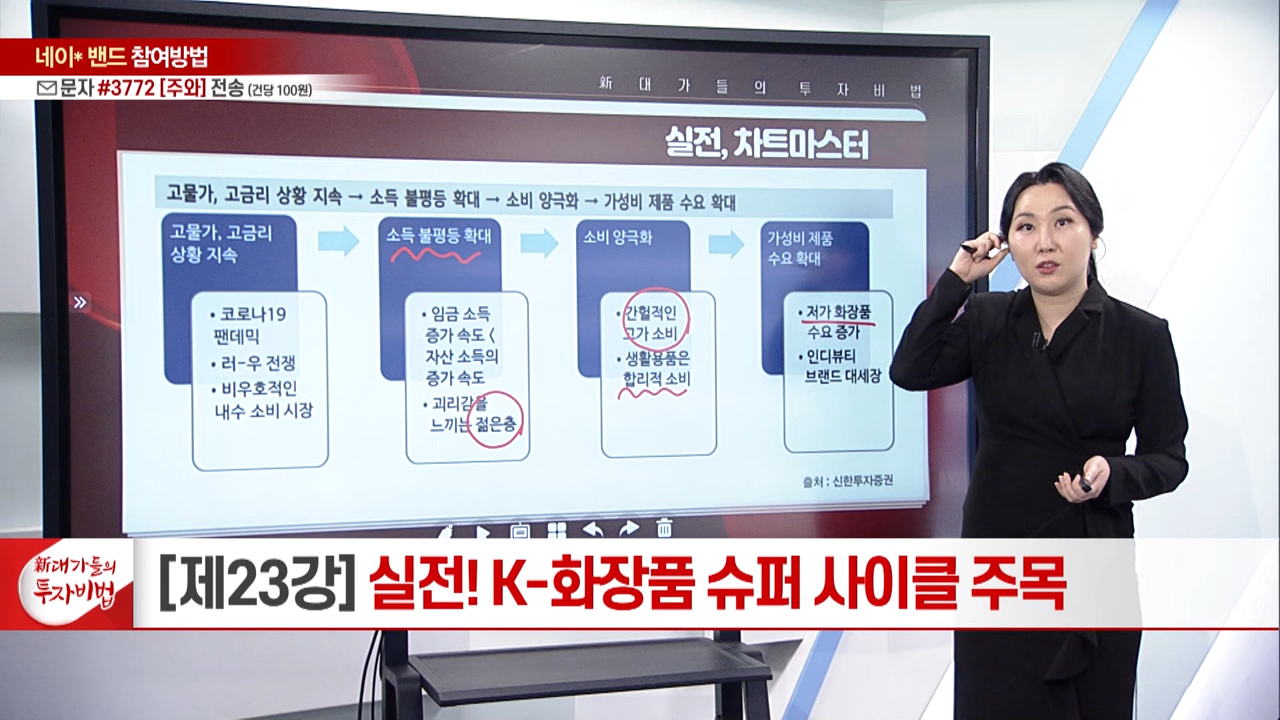 네이* 밴드 참여방법
문자 #3772 [주와] 전송 (건당 100원)
新 대 가 들 의 투 자 비 법
실전, 차트마스터
고물가, 고금리 상황 지속 → 소득 불평등 확대 → 소비 양극화 → 가성비 제품 수요 확대
고물가, 고금리
상황 지속
• 코로나19
팬데믹
• 러-우 전쟁
• 비우호적인
내수 소비 시장
소득 불평등 확대
• 임금 소득
증가 속도 <
자산 소득의
증가 속도
• 괴리감을
느끼는 젊은층
소비 양극화
• 간헐적인
고가 소비
• 생활용품은
합리적 소비
가성비 제품
수요 확대
• 저가 화장품
수요 증가
• 인디뷰티
브랜드 대세장
출처 : 신한투자증권
新대가들의
투자비법
[제23강] 실전! K-화장품 슈퍼 사이클 주목